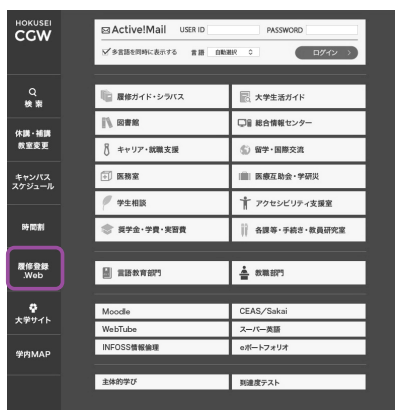 HOKUSEI
CGW
Active!Mail USER ID PASSWORD
多言語を同時に表示する 言語 自動選択 ログイン
検索
休講・補講
教室変更
キャンパス
スケジュール
時間割
履修登録
.Web
大学サイト
学内MAP
履修ガイド・シラバス 大学生活ガイド
図書館 総合情報センター
キャリア・就職支援 留学・国際交流
医務室 医療互助会・学研災
学生相談 アクセシビリティ支援室
奨学金・学費・実習費 各課等・手続き・教員研究室
言語教育部門 教職部門
Moodle CEAS/Sakai
WebTube スーパー英語
INFOSS情報倫理 eポートフォリオ
主体的学び 到達度テスト